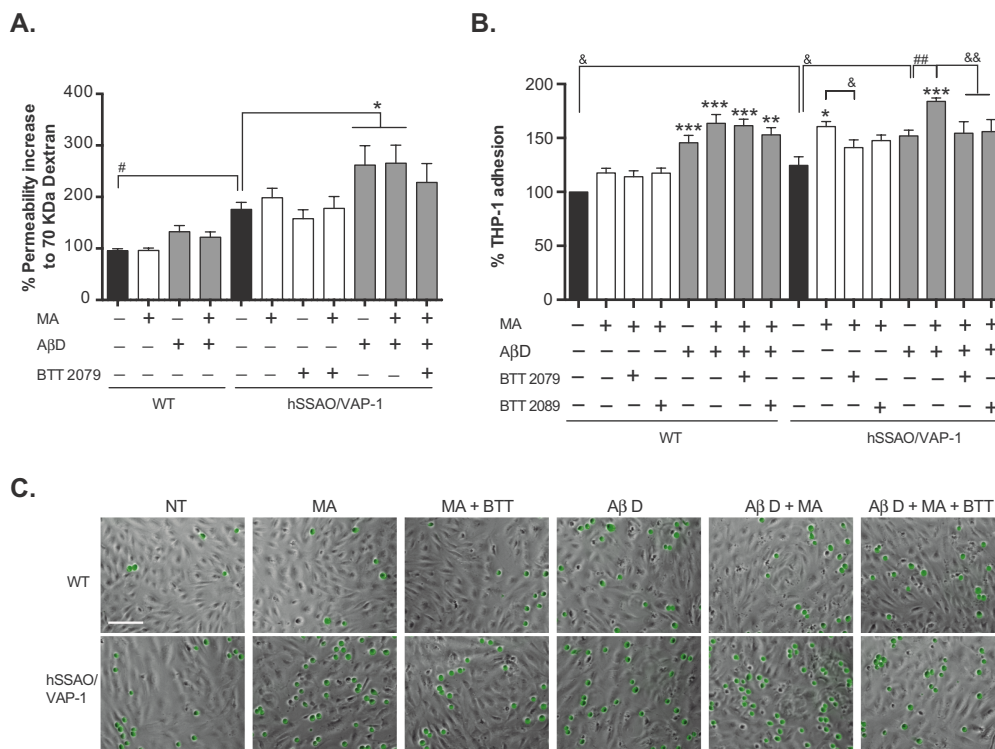 A.
% Permeability increase
to 70 KDa Dextran
400
300
200
100
0
#
*
MA – + – + – + – + – + +
AβD – – + + – – – – + + +
BTT 2079 – – – – – – + + – – +
WT hSSAO/VAP-1
B.
% THP-1 adhesion
200
150
100
50
0
& & ## &&
&
*** *** *** ** * ***
MA – + + + – + + + – + + + – + + +
AβD – – – – + + + + – – – – + + + +
BTT 2079 – – + – – – + – – – + – – – + –
BTT 2089 – – – + – – – + – – – + – – – +
WT hSSAO/VAP-1
C.
NT MA MA + BTT Aβ D Aβ D + MA Aβ D + MA + BTT
WT
hSSAO/
VAP-1